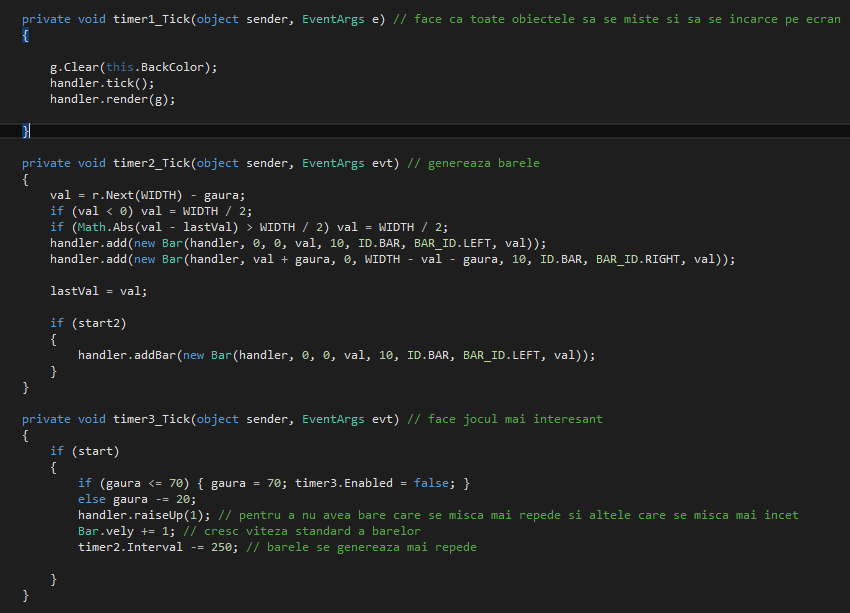 private void timer1_Tick(object sender, EventArgs e) // face ca toate obiectele sa se miste si sa se incarce pe ecran
{
g.Clear(this.BackColor);
handler.tick();
handler.render(g);
}
private void timer2_Tick(object sender, EventArgs evt) // genereaza barele
{
val = r.Next(WIDTH) - gaura;
if (val < 0) val = WIDTH / 2;
if (Math.Abs(val - lastVal) > WIDTH / 2) val = WIDTH / 2;
handler.add(new Bar(handler, 0, 0, val, 10, ID.BAR, BAR_ID.LEFT, val));
handler.add(new Bar(handler, val + gaura, 0, WIDTH - val - gaura, 10, ID.BAR, BAR_ID.RIGHT, val));
lastVal = val;
if (start2)
{
handler.addBar(new Bar(handler, 0, 0, val, 10, ID.BAR, BAR_ID.LEFT, val));
}
}
private void timer3_Tick(object sender, EventArgs evt) // face jocul mai interesant
{
if (start)
{
if (gaura <= 70) { gaura = 70; timer3.Enabled = false; }
else gaura -= 20;
handler.raiseUp(1); // pentru a nu avea bare care se misca mai repede si altele care se misca mai incet
Bar.vely += 1; // cresc viteza standard a barelor
timer2.Interval -= 250; // barele se genereaza mai repede
}
}